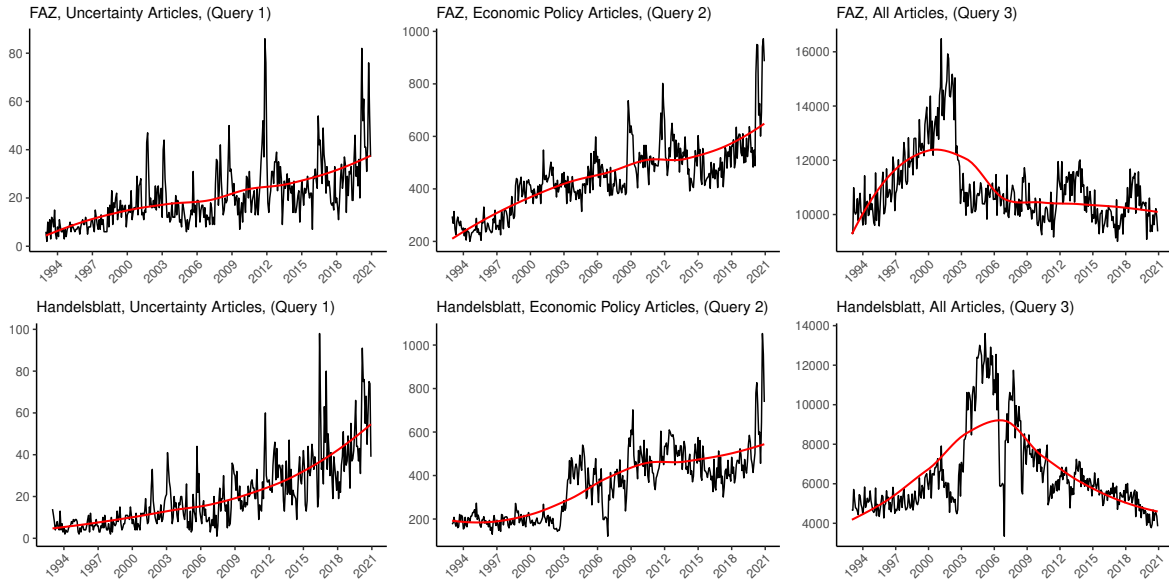 FAZ, Uncertainty Articles, (Query 1)
80
60
40
20
0
1994 1997 2000 2003 2006 2009 2012 2015 2018 2021
FAZ, Economic Policy Articles, (Query 2)
1000
800
600
400
200
1994 1997 2000 2003 2006 2009 2012 2015 2018 2021
FAZ, All Articles, (Query 3)
16000
14000
12000
10000
1994 1997 2000 2003 2006 2009 2012 2015 2018 2021
Handelsblatt, Uncertainty Articles, (Query 1)
100
80
60
40
20
0
1994 1997 2000 2003 2006 2009 2012 2015 2018 2021
Handelsblatt, Economic Policy Articles, (Query 2)
1000
800
600
400
200
1994 1997 2000 2003 2006 2009 2012 2015 2018 2021
Handelsblatt, All Articles, (Query 3)
14000
12000
10000
8000
6000
4000
1994 1997 2000 2003 2006 2009 2012 2015 2018 2021